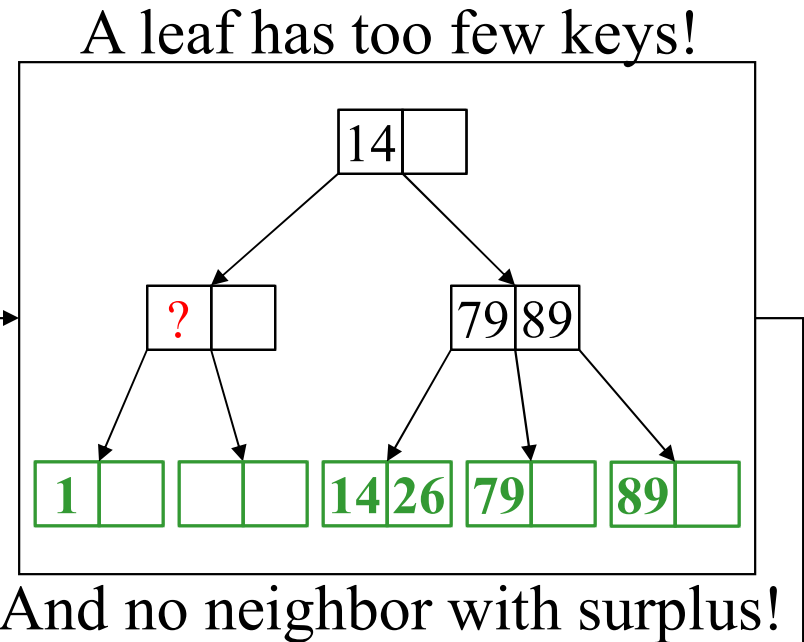 A leaf has too few keys!
14
? 79 89
1 14 26 79 89
And no neighbor with surplus!